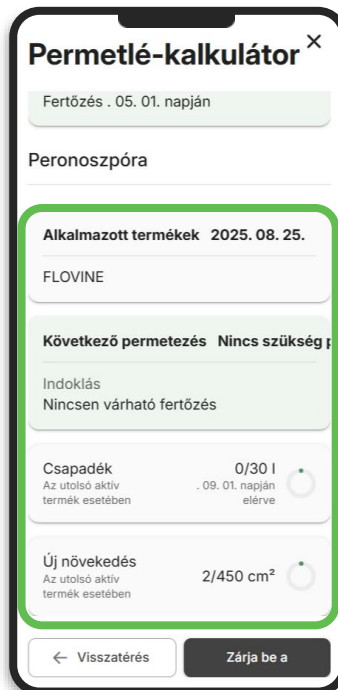 Permetlé-kalkulátor ×
Fertőzés . 05. 01. napján
Peronoszpóra
Alkalmazott termékek 2025. 08. 25.
FLOVINE
Következő permetezés Nincs szükség p
Indoklás
Nincsen várható fertőzés
Csapadék 0/30 l
Az utolsó aktív . 09. 01. napján
termék esetében elérve
Új növekedés
Az utolsó aktív 2/450 cm²
termék esetében
← Visszatérés Zárja be a